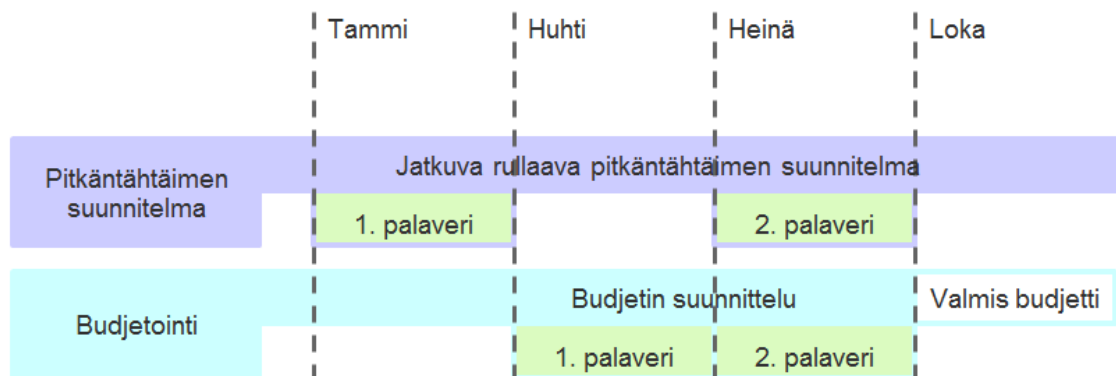 Tammi
Huhti
Heinä
Loka
Jatkuva rullaava pitkäntähtäimen suunnitelma
Pitkäntähtäimen
suunnitelma
1. palaveri
2. palaveri
Budjetin suunnittelu
Valmis budjetti
Budjetointi
1. palaveri
2. palaveri